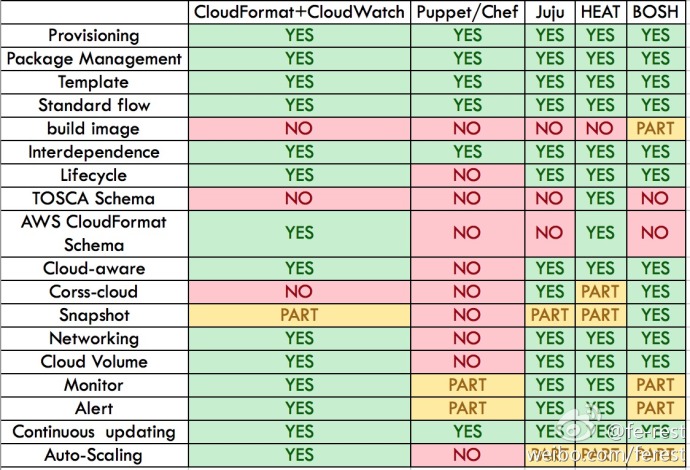 CloudFormat+CloudWatch Puppet/Chef Juju HEAT BOSH
Provisioning YES YES YES YES YES
Package Management YES YES YES YES YES
Template YES YES YES YES YES
Standard flow YES YES YES YES YES
build image NO NO NO NO PART
Interdependence YES YES YES YES YES
Lifecycle YES NO YES YES YES
TOSCA Schema NO NO NO YES NO
AWS CloudFormat
Schema YES NO NO YES NO
Cloud-aware YES NO YES YES YES
Corss-cloud NO NO YES PART YES
Snapshot PART NO PART PART YES
Networking YES NO YES YES YES
Cloud Volume YES NO YES YES YES
Monitor YES PART YES YES PART
Alert YES PART YES YES PART
Continuous updating YES YES YES YES YES
Auto-Scaling YES NO PART PART PART
@fe-rest
weibo.com/ferest